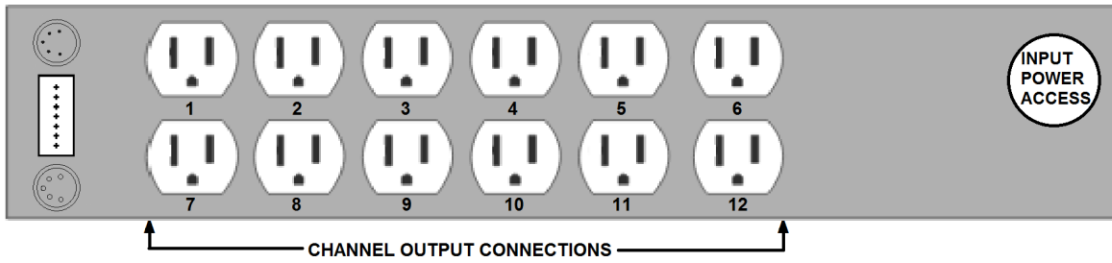 INPUT
POWER
ACCESS
1 2 3 4 5 6
7 8 9 10 11 12
CHANNEL OUTPUT CONNECTIONS